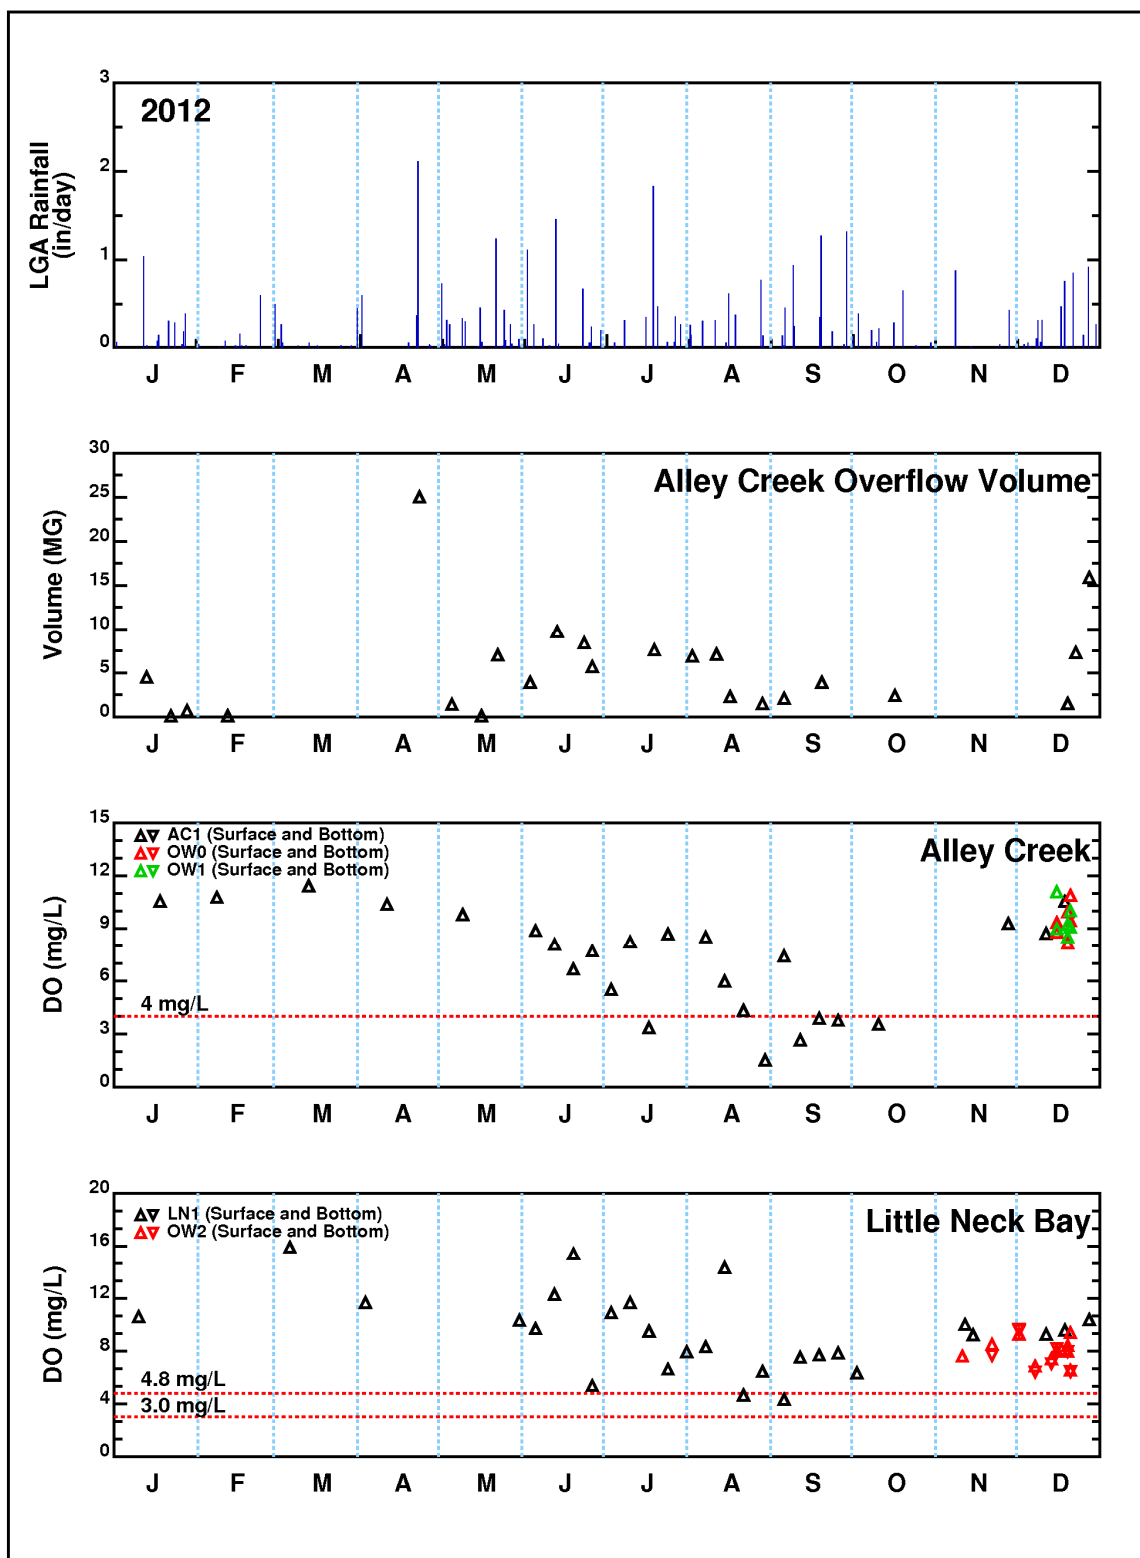 2012
LGA Rainfall
(in/day)
3
2
1
0
J F M A M J J A S O N D
Alley Creek Overflow Volume
Volume (MG)
30
25
20
15
10
5
0
J F M A M J J A S O N D
Alley Creek
AC1 (Surface and Bottom)
OW0 (Surface and Bottom)
OW1 (Surface and Bottom)
DO (mg/L)
15
12
9
6
3
0
4 mg/L
J F M A M J J A S O N D
Little Neck Bay
LN1 (Surface and Bottom)
OW2 (Surface and Bottom)
DO (mg/L)
20
16
12
8
4
0
4.8 mg/L
3.0 mg/L
J F M A M J J A S O N D